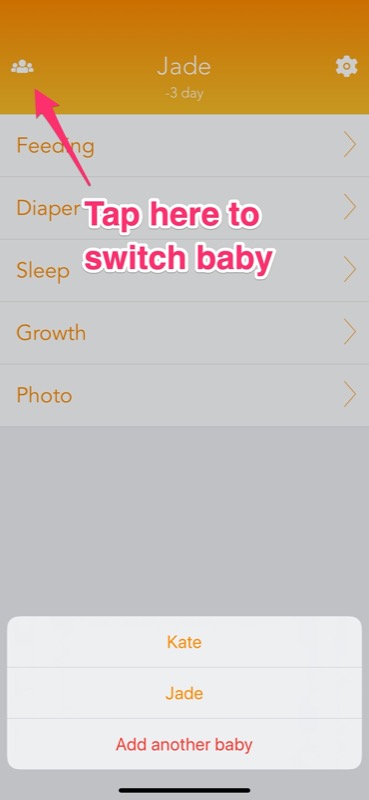 Jade
-3 day
Feeding
Diaper
Tap here to
switch baby
Sleep
Growth
Photo
Kate
Jade
Add another baby